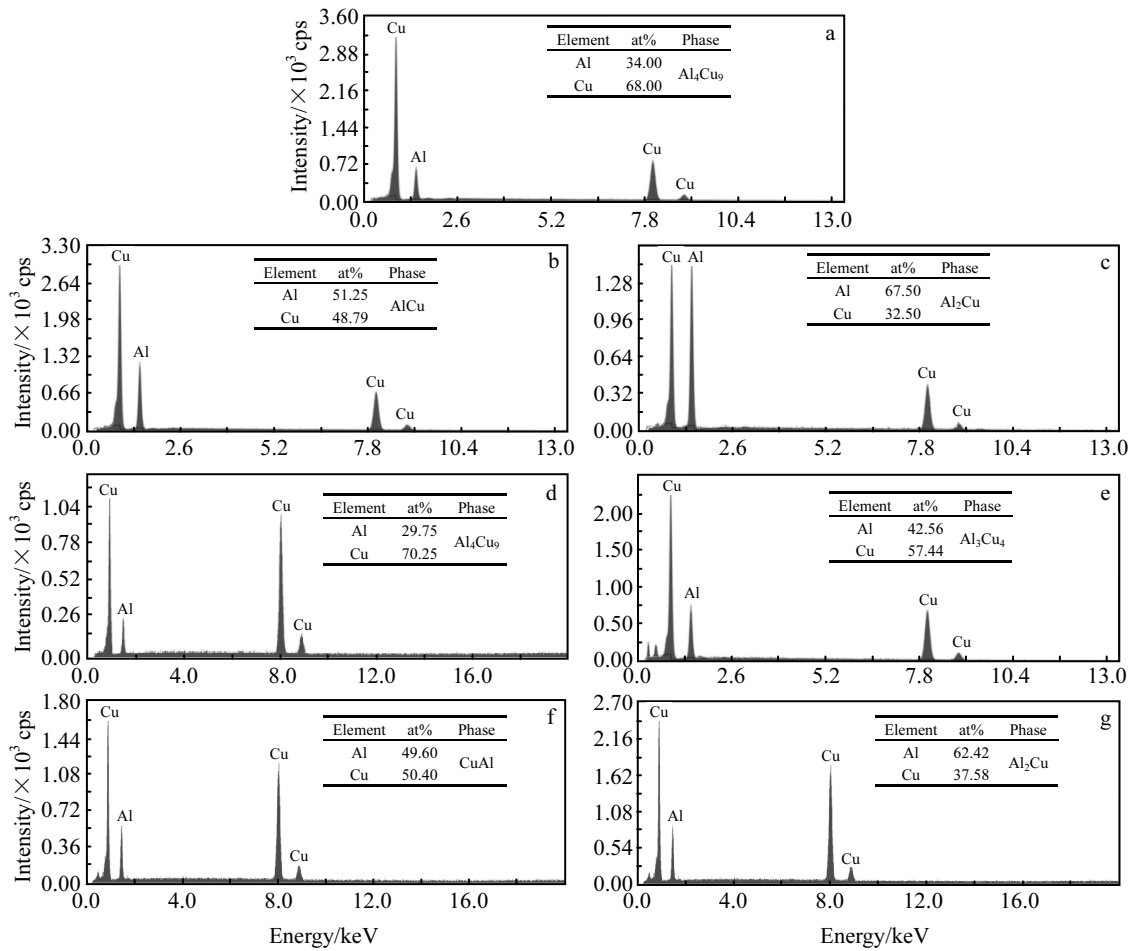 a
Intensity/×10³ cps
3.60
2.88
2.16
1.44
0.72
0.00
Cu
Al
Cu
Cu
Element at% Phase
Al 34.00
Al₄Cu₉
Cu 68.00
0.0 2.6 5.2 7.8 10.4 13.0
b
Intensity/×10³ cps
3.30
2.64
1.98
1.32
0.66
0.00
Cu
Al
Cu
Cu
Element at% Phase
Al 51.25
AlCu
Cu 48.79
0.0 2.6 5.2 7.8 10.4 13.0
c
1.28
0.96
0.64
0.32
0.00
Cu Al
Cu
Cu
Element at% Phase
Al 67.50
Al₂Cu
Cu 32.50
0.0 2.6 5.2 7.8 10.4 13.0
d
Intensity/×10³ cps
1.04
0.78
0.52
0.26
0.00
Cu
Al
Cu
Cu
Element at% Phase
Al 29.75
Al₄Cu₉
Cu 70.25
0.0 4.0 8.0 12.0 16.0
e
2.00
1.50
1.00
0.50
0.00
Cu
Al
Cu
Cu
Element at% Phase
Al 42.56
Al₃Cu₄
Cu 57.44
0.0 2.6 5.2 7.8 10.4 13.0
f
Intensity/×10³ cps
1.80
1.44
1.08
0.72
0.36
0.00
Cu
Al
Cu
Cu
Element at% Phase
Al 49.60
CuAl
Cu 50.40
0.0 4.0 8.0 12.0 16.0
Energy/keV
g
2.70
2.16
1.62
1.08
0.54
0.00
Cu
Al
Cu
Cu
Element at% Phase
Al 62.42
Al₂Cu
Cu 37.58
0.0 4.0 8.0 12.0 16.0
Energy/keV